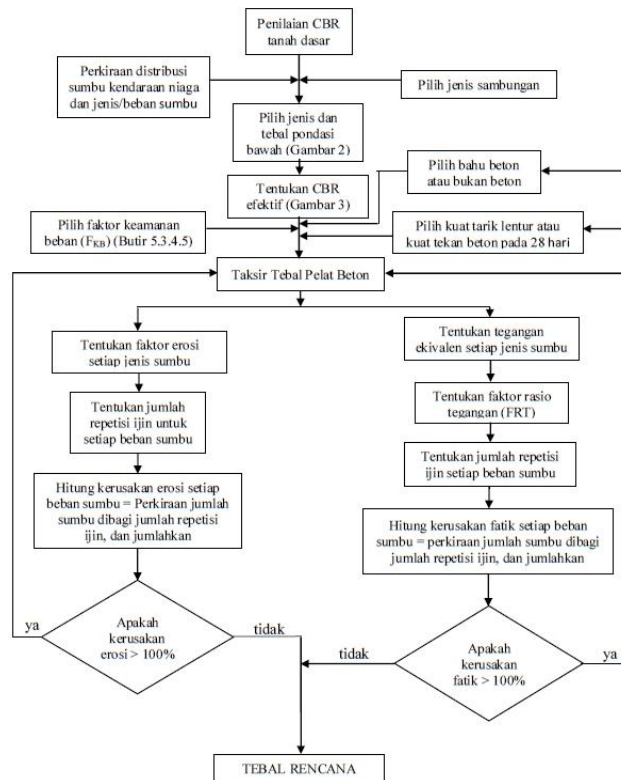 Penilaian CBR
tanah dasar
Perkiraan distribusi
sumbu kendaraan niaga
dan jenis/beban sumbu
Pilih jenis sambungan
Pilih jenis dan
tebal pondasi
bawah (Gambar 2)
Pilih bahu beton
atau bukan beton
Tentukan CBR
efektif (Gambar 3)
Pilih faktor keamanan
beban (FKB) (Butir 5.3.4.5)
Pilih kuat tarik lentur atau
kuat tekan beton pada 28 hari
Taksir Tebal Pelat Beton
Tentukan faktor erosi
setiap jenis sumbu
Tentukan jumlah
repetisi ijin untuk
setiap beban sumbu
Hitung kerusakan erosi setiap
beban sumbu = Perkiraan jumlah
sumbu dibagi jumlah repetisi
ijin, dan jumlahkan
Tentukan tegangan
ekivalen setiap jenis sumbu
Tentukan faktor rasio
tegangan (FRT)
Tentukan jumlah repetisi
ijin setiap beban sumbu
Hitung kerusakan fatik setiap beban
sumbu = perkiraan jumlah sumbu dibagi
jumlah repetisi ijin, dan jumlahkan
ya
Apakah
kerusakan
erosi > 100%
tidak
tidak
Apakah
kerusakan
fatik > 100%
ya
TEBAL RENCANA